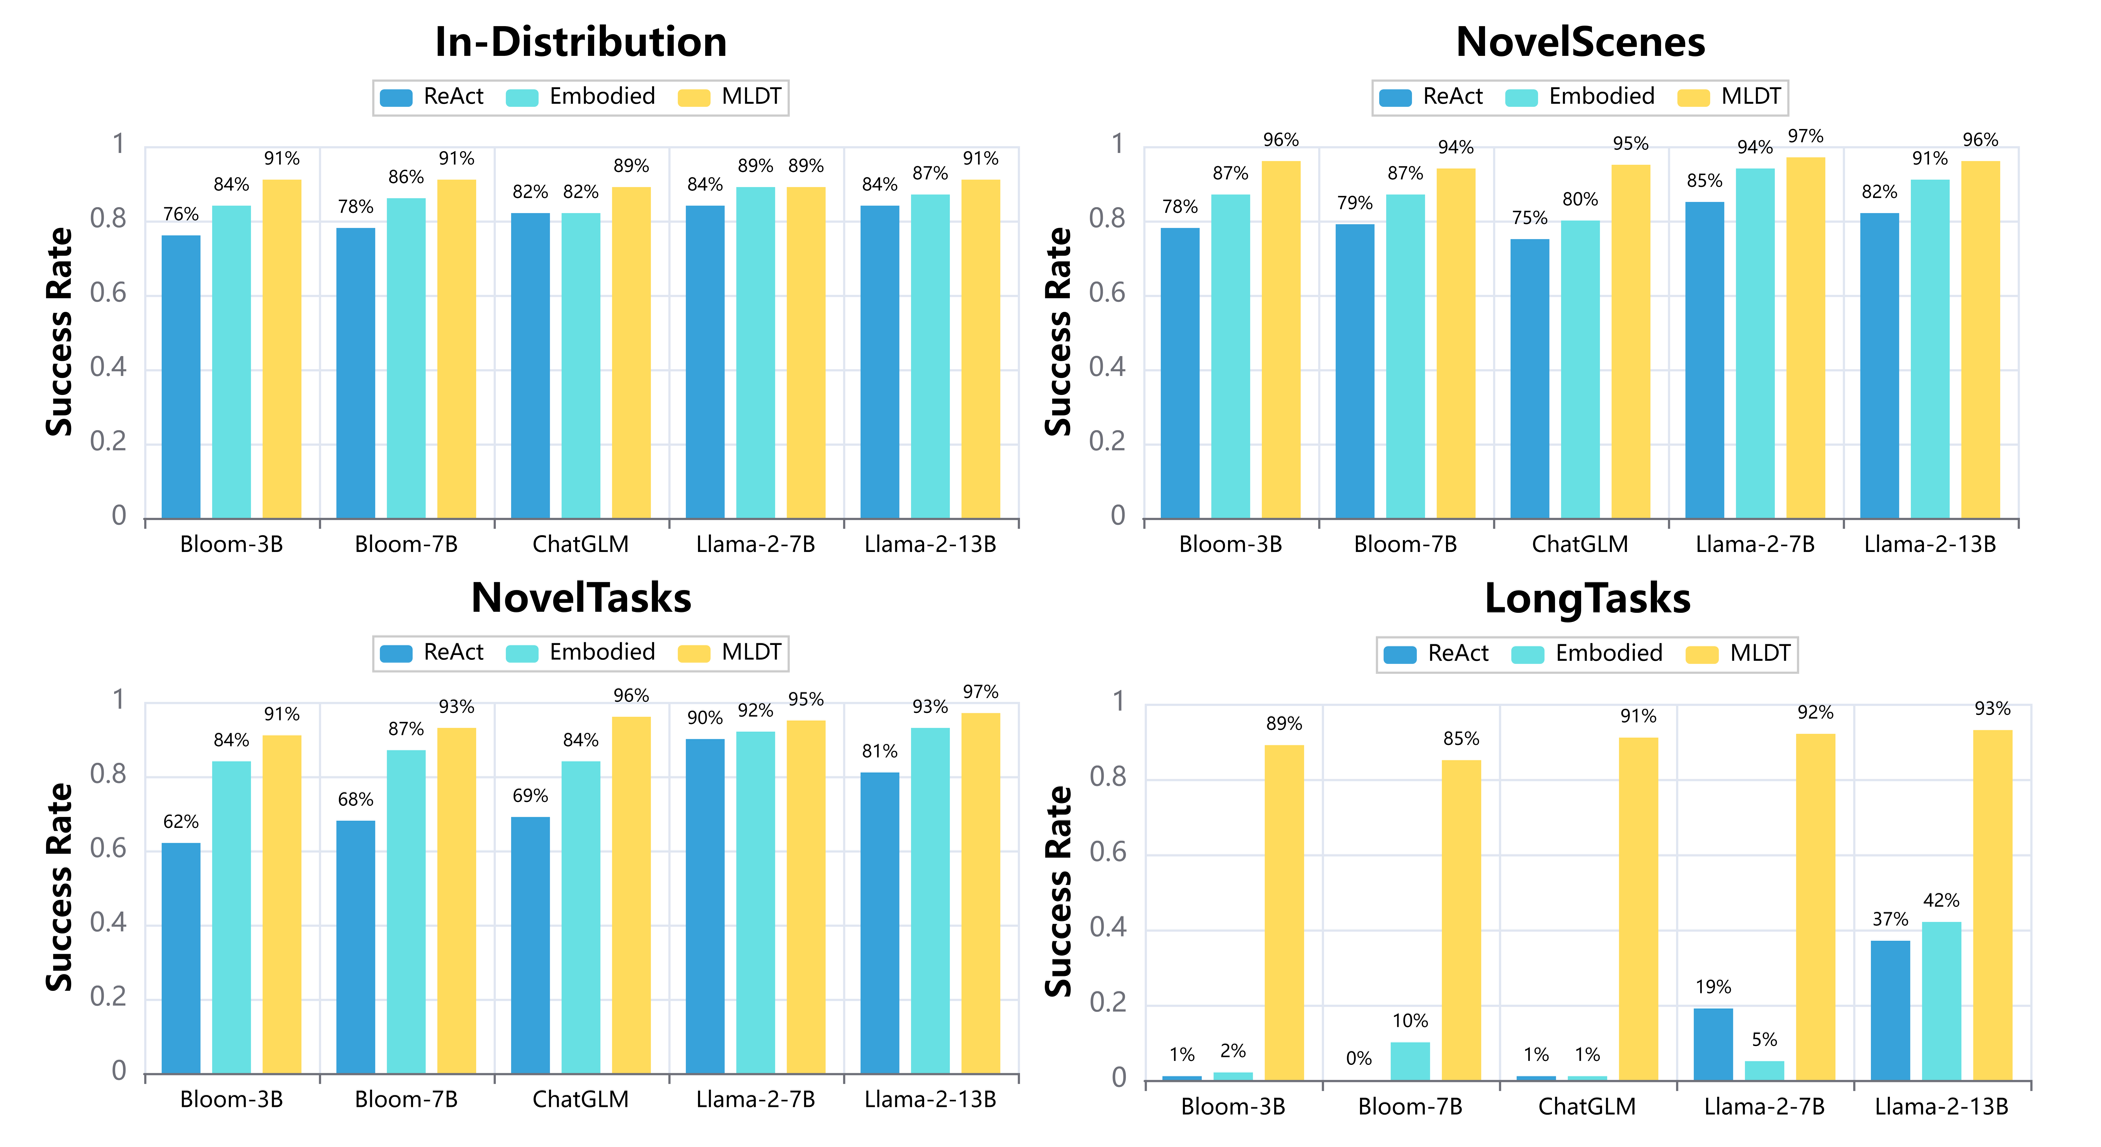 In-Distribution
ReAct Embodied MLDT
Success Rate
1
0.8
0.6
0.4
0.2
0
76% 84% 91% 78% 86% 91% 82% 82% 89% 84% 89% 89% 84% 87% 91%
Bloom-3B Bloom-7B ChatGLM Llama-2-7B Llama-2-13B
NovelScenes
ReAct Embodied MLDT
Success Rate
1
0.8
0.6
0.4
0.2
0
78% 87% 96% 79% 87% 94% 75% 80% 95% 85% 94% 97% 82% 91% 96%
Bloom-3B Bloom-7B ChatGLM Llama-2-7B Llama-2-13B
NovelTasks
ReAct Embodied MLDT
Success Rate
1
0.8
0.6
0.4
0.2
0
62% 84% 91% 68% 87% 93% 69% 84% 96% 90% 92% 95% 81% 93% 97%
Bloom-3B Bloom-7B ChatGLM Llama-2-7B Llama-2-13B
LongTasks
ReAct Embodied MLDT
Success Rate
1
0.8
0.6
0.4
0.2
0
1% 2% 89% 0% 10% 85% 1% 1% 91% 19% 5% 92% 37% 42% 93%
Bloom-3B Bloom-7B ChatGLM Llama-2-7B Llama-2-13B